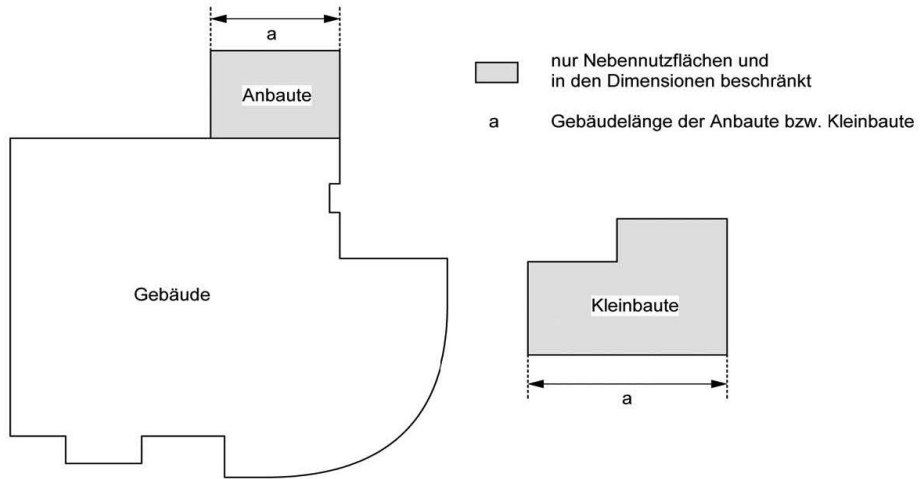 a
Anbaute
nur Nebennutzflächen und
in den Dimensionen beschränkt
a Gebäudelänge der Anbaute bzw. Kleinbaute
Gebäude
Kleinbaute
a